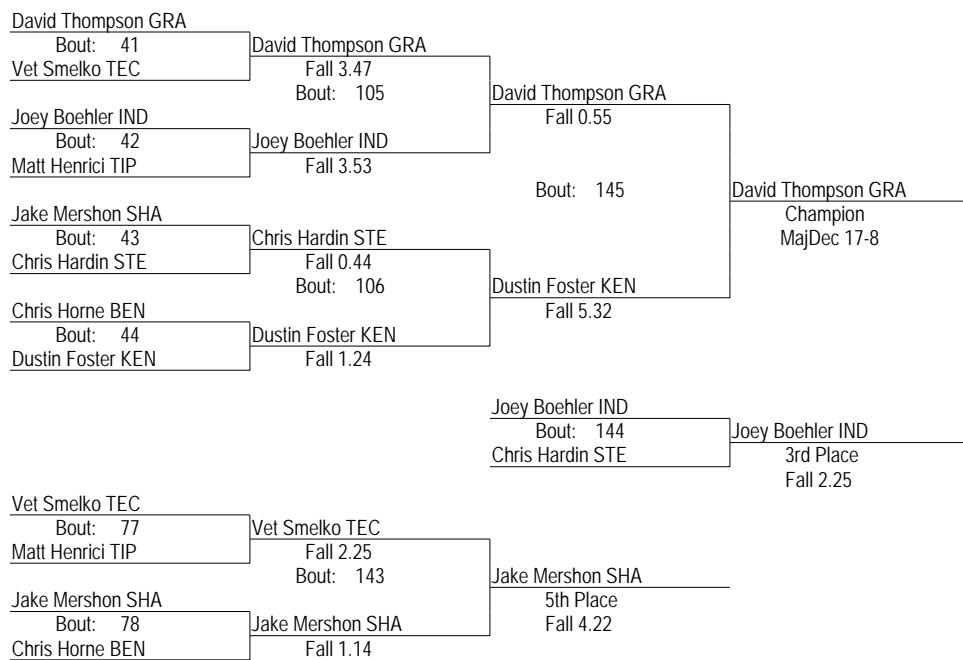 David Thompson GRA
Bout: 41
David Thompson GRA
Vet Smelko TEC
Fall 3.47
Bout: 105
David Thompson GRA
Joey Boehler IND
Fall 0.55
Bout: 42
Joey Boehler IND
Matt Henrici TIP
Fall 3.53
Bout: 145
David Thompson GRA
Jake Mershon SHA
Champion
Bout: 43
Chris Hardin STE
MajDec 17-8
Chris Hardin STE
Fall 0.44
Bout: 106
Dustin Foster KEN
Chris Horne BEN
Fall 5.32
Bout: 44
Dustin Foster KEN
Dustin Foster KEN
Fall 1.24
Joey Boehler IND
Bout: 144
Joey Boehler IND
Chris Hardin STE
3rd Place
Fall 2.25
Vet Smelko TEC
Bout: 77
Vet Smelko TEC
Matt Henrici TIP
Fall 2.25
Bout: 143
Jake Mershon SHA
Jake Mershon SHA
5th Place
Bout: 78
Jake Mershon SHA
Fall 4.22
Chris Horne BEN
Fall 1.14